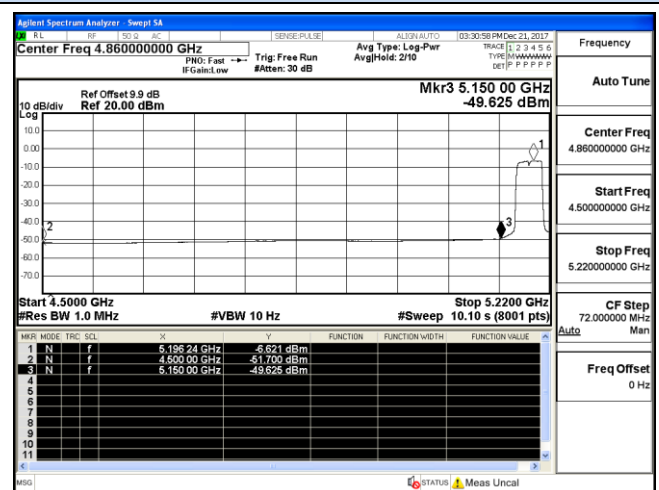 Agilent Spectrum Analyzer - Swept SA
RL RF 50 Ω AC SENSE:PULSE ALIGN AUTO 03:30:58 PM Dec 21, 2017
Center Freq 4.860000000 GHz
PNO: Fast
IFGain:Low
Trig: Free Run
#Atten: 30 dB
Avg Type: Log-Pwr
Avg|Hold: 2/10
TRACE 1 2 3 4 5 6
TYPE MWWWWW
DET P P P P P P
Mkr3 5.150 00 GHz
-49.625 dBm
Ref Offset 9.9 dB
10 dB/div Ref 20.00 dBm
Log
10.0
0.00
-10.0
-20.0
-30.0
-40.0
-50.0
-60.0
-70.0
1
2
3
Start 4.5000 GHz Stop 5.2200 GHz
#Res BW 1.0 MHz #VBW 10 Hz #Sweep 10.10 s (8001 pts)
MKR MODE TRC SCL X Y FUNCTION FUNCTION WIDTH FUNCTION VALUE
1 N f 5.196 24 GHz -6.621 dBm
2 N f 4.500 00 GHz -51.700 dBm
3 N f 5.150 00 GHz -49.625 dBm
4
5
6
7
8
9
10
11
MSG STATUS Meas Uncal
Frequency
Auto Tune
Center Freq
4.860000000 GHz
Start Freq
4.500000000 GHz
Stop Freq
5.220000000 GHz
CF Step
72.000000 MHz
Auto Man
Freq Offset
0 Hz